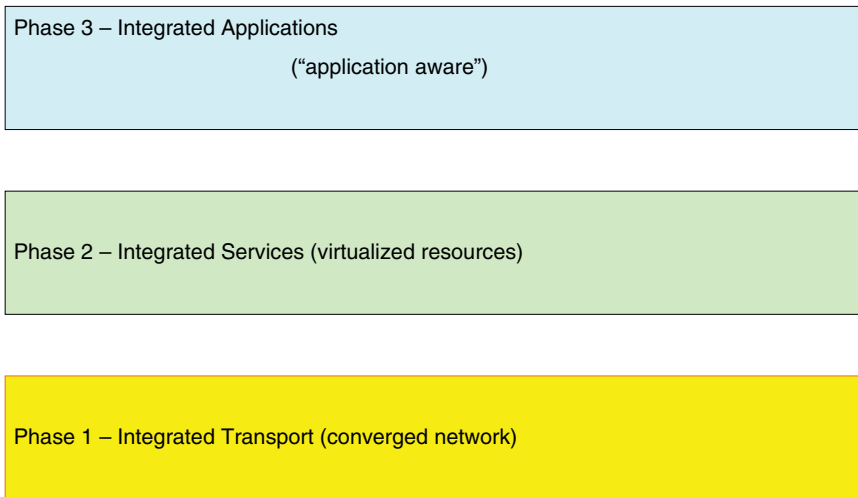 Phase 3 – Integrated Applications
(“application aware”)
Phase 2 – Integrated Services (virtualized resources)
Phase 1 – Integrated Transport (converged network)